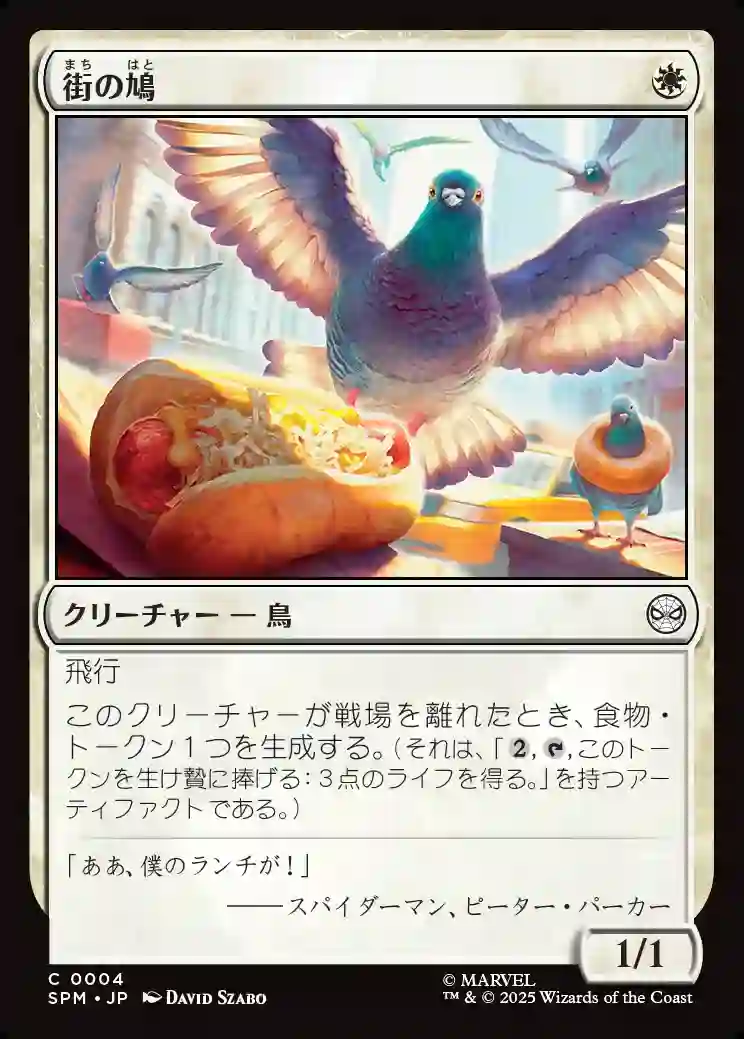 まち はと
街の鳩
クリーチャー — 鳥
飛行
このクリーチャーが戦場を離れたとき、食物・
トークン1つを生成する。(それは、「2, ,このトー
クンを生け贄に捧げる:3点のライフを得る。」を持つアー
ティファクトである。)
「ああ、僕のランチが!」
——スパイダーマン、ピーター・パーカー
1/1
C 0004
SPM • JP DAVID SZABO
© MARVEL
™ & © 2025 Wizards of the Coast